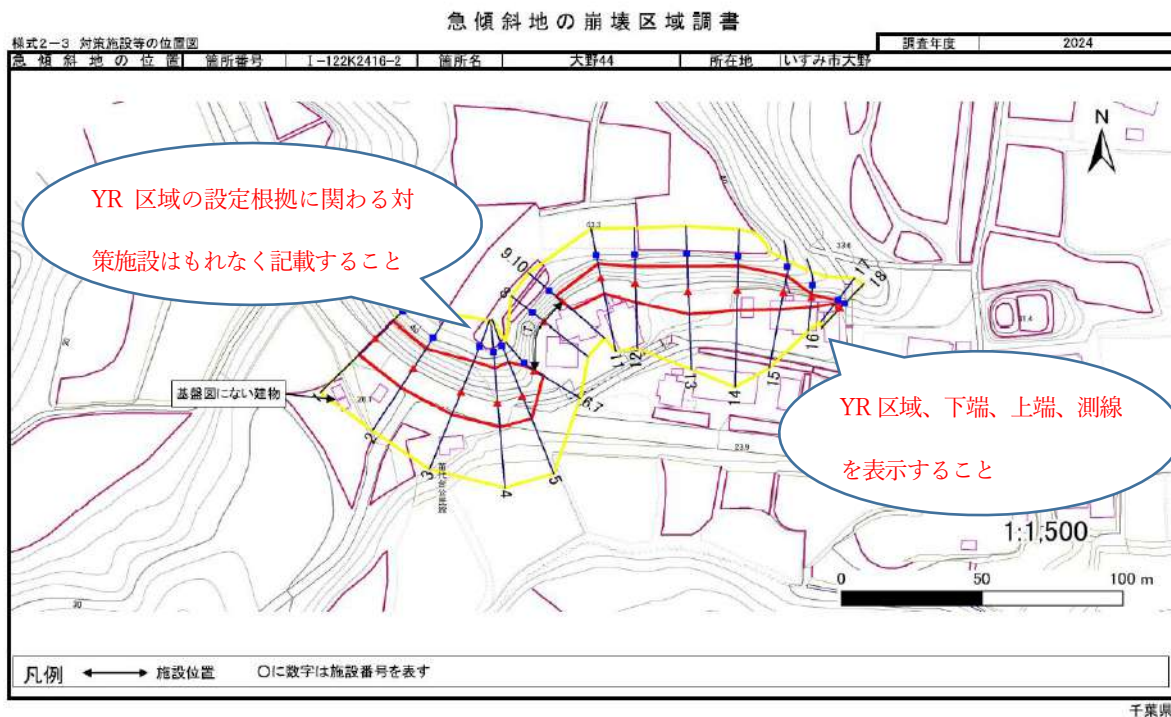 急傾斜地の崩壊区域調書
様式2-3 対策施設等の位置図
調査年度 2024
急傾斜地の位置 箇所番号 I-122K2416-2 箇所名 大野44 所在地 いすみ市大野
N
YR 区域の設定根拠に関わる対
策施設はもれなく記載すること
9.10
8
17
18
11
12
13
14
15
16
6.7
1
2
3
4
5
31.4
23.9
基盤図にない建物
YR 区域、下端、上端、測線
を表示すること
1:1,500
0 50 100 m
凡例 施設位置 ○に数字は施設番号を表す
千葉県